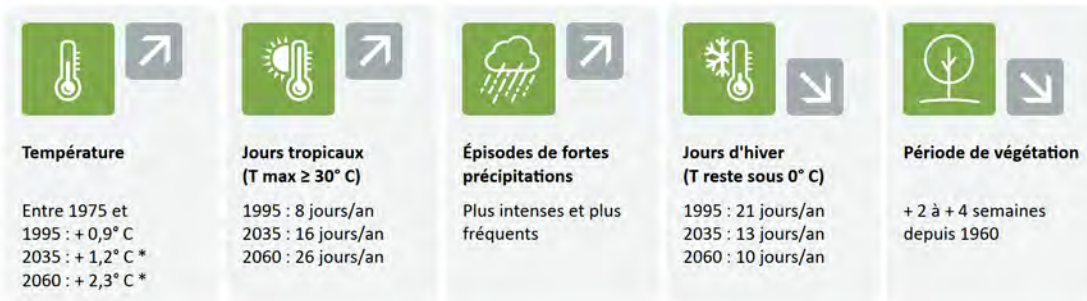 Température
Entre 1975 et
1995 : + 0,9° C
2035 : + 1,2° C *
2060 : + 2,3° C *
Jours tropicaux
(T max ≥ 30° C)
1995 : 8 jours/an
2035 : 16 jours/an
2060 : 26 jours/an
Épisodes de fortes
précipitations
Plus intenses et plus
fréquents
Jours d'hiver
(T reste sous 0° C)
1995 : 21 jours/an
2035 : 13 jours/an
2060 : 10 jours/an
Période de végétation
+ 2 à + 4 semaines
depuis 1960